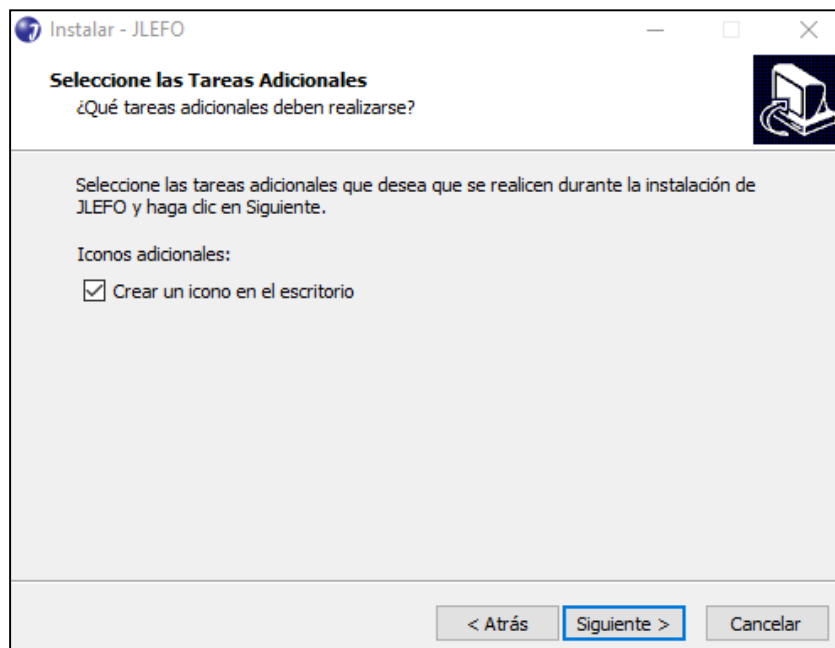 Instalar - JLEFO
Seleccione las Tareas Adicionales
¿Qué tareas adicionales deben realizarse?
Seleccione las tareas adicionales que desea que se realicen durante la instalación de
JLEFO y haga clic en Siguiente.
Iconos adicionales:
Crear un icono en el escritorio
< Atrás
Siguiente >
Cancelar